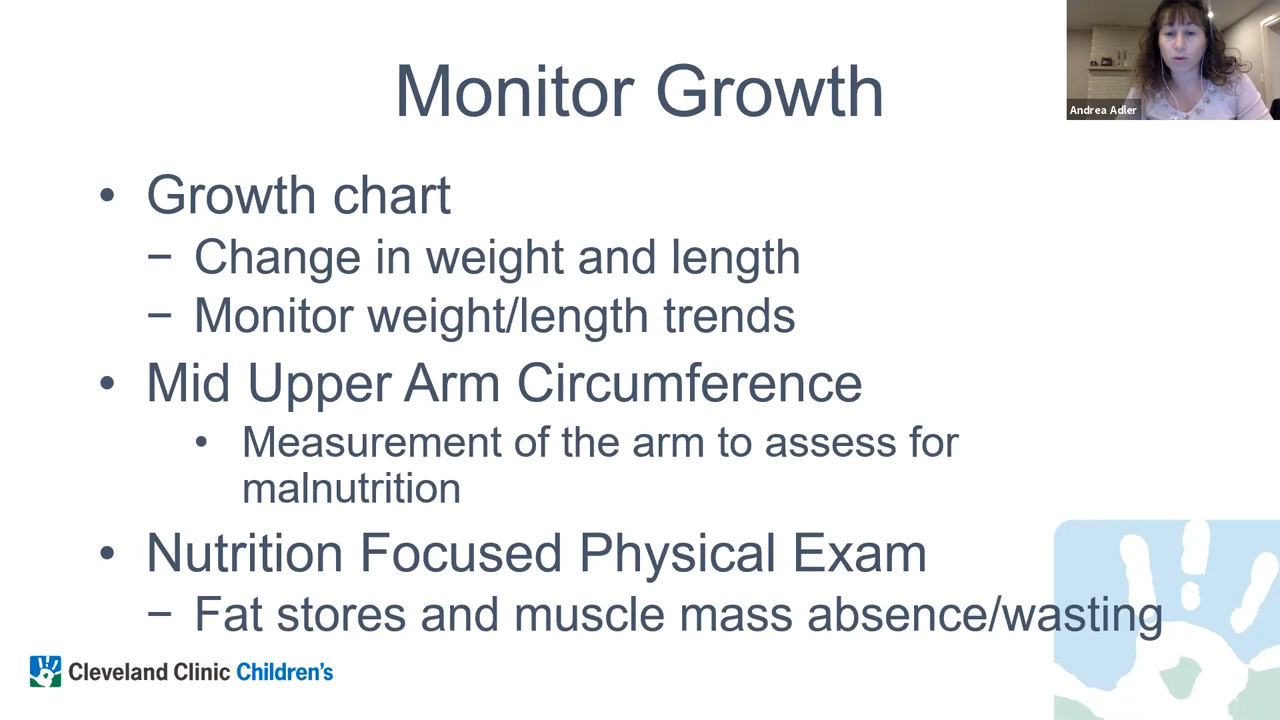 Monitor Growth
Andrea Adler
• Growth chart
– Change in weight and length
– Monitor weight/length trends
• Mid Upper Arm Circumference
• Measurement of the arm to assess for
malnutrition
• Nutrition Focused Physical Exam
– Fat stores and muscle mass absence/wasting
Cleveland Clinic Children's